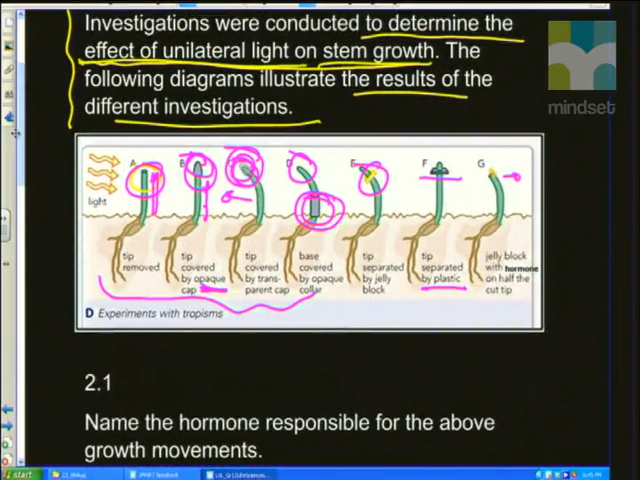 Investigations were conducted to determine the
effect of unilateral light on stem growth. The
following diagrams illustrate the results of the
different investigations.
mindset
A B D E F G
light
tip removed
tip covered by opaque cap
tip covered by trans- parent cap
base covered by opaque collar
tip separated by jelly block
tip separated by plastic
jelly block with hormone on half the cut tip
D Experiments with tropisms
2.1
Name the hormone responsible for the above
growth movements.
start